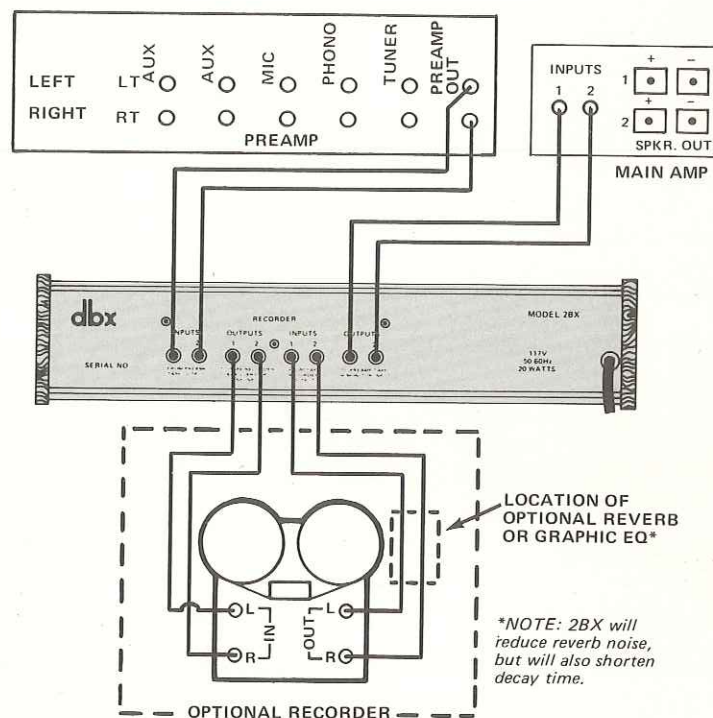 AUX AUX MIC PHONO TUNER PREAMP OUT
LEFT LT
RIGHT RT
PREAMP
INPUTS
1 2
1 + −
2 + −
SPKR. OUT
MAIN AMP
dbx
RECORDER
MODEL 2BX
INPUTS OUTPUTS INPUTS OUTPUTS
2 1 2 1 2 2
SERIAL NO
117V
50 60Hz
20 WATTS
LOCATION OF
OPTIONAL REVERB
OR GRAPHIC EQ*
L IN OUT L
R R
*NOTE: 2BX will
reduce reverb noise,
but will also shorten
decay time.
OPTIONAL RECORDER